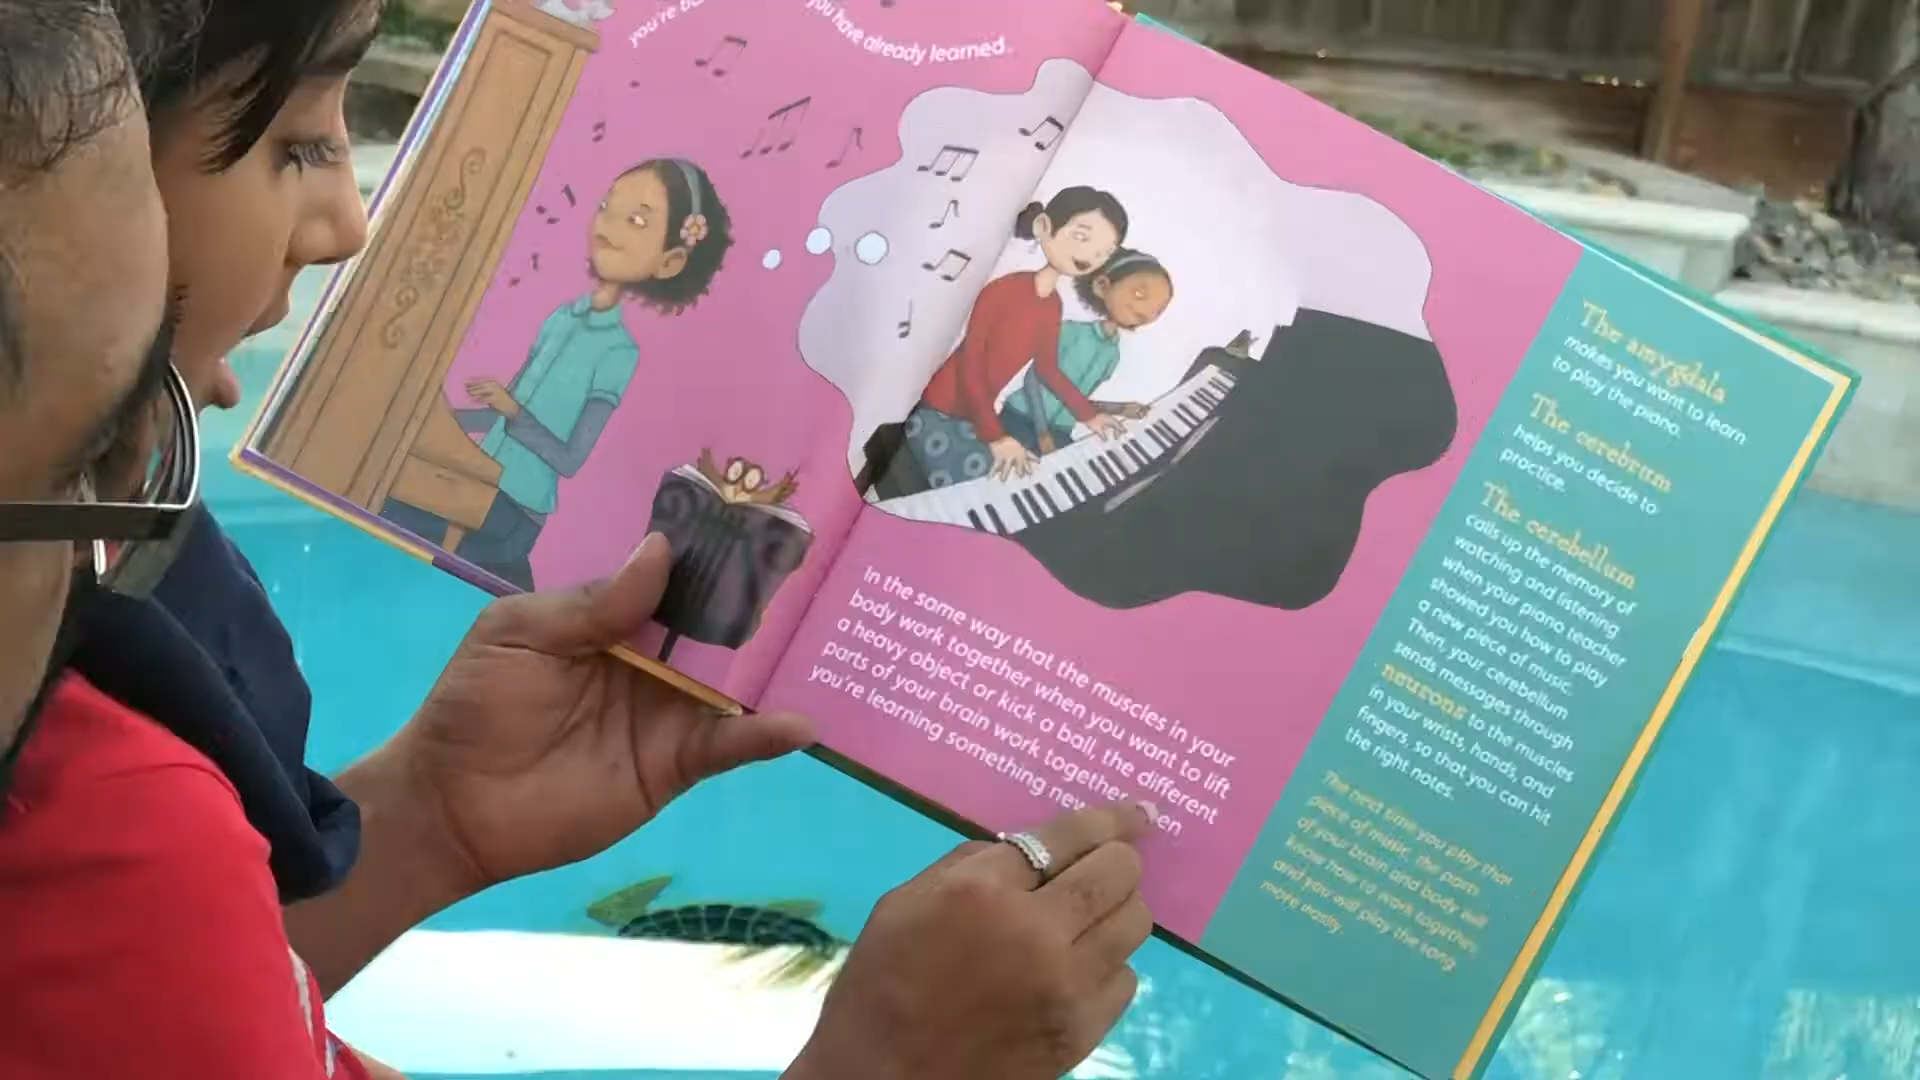 you're
you have already learned.
In the same way that the muscles in your
body work together when you want to lift
a heavy object or kick a ball, the different
parts of your brain work together
you're learning something new
The amygdala
makes you want to learn
to play the piano.
The cerebrum
helps you decide to
practice.
The cerebellum
calls up the memory of
watching and listening
when your piano teacher
showed you how to play
a new piece of music.
Then, your cerebellum
sends messages through
neurons to the muscles
in your wrists, hands, and
fingers, so that you can hit
the right notes.
The next time you play that
piece of music, the parts
of your brain and body will
know how to work together,
and you will play the song
more easily.